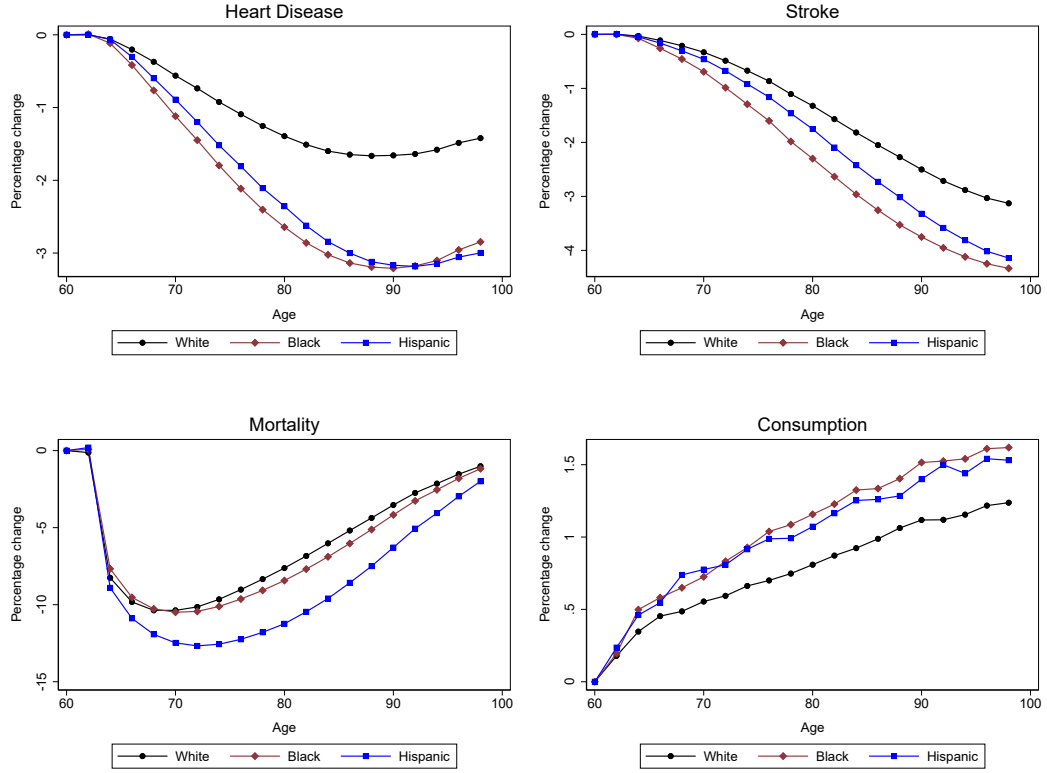 Heart Disease
Percentage change
0
-1
-2
-3
60 70 80 90 100
Age
White Black Hispanic
Stroke
Percentage change
0
-1
-2
-3
-4
60 70 80 90 100
Age
White Black Hispanic
Mortality
Percentage change
0
-5
-10
-15
60 70 80 90 100
Age
White Black Hispanic
Consumption
Percentage change
1.5
1
.5
0
60 70 80 90 100
Age
White Black Hispanic